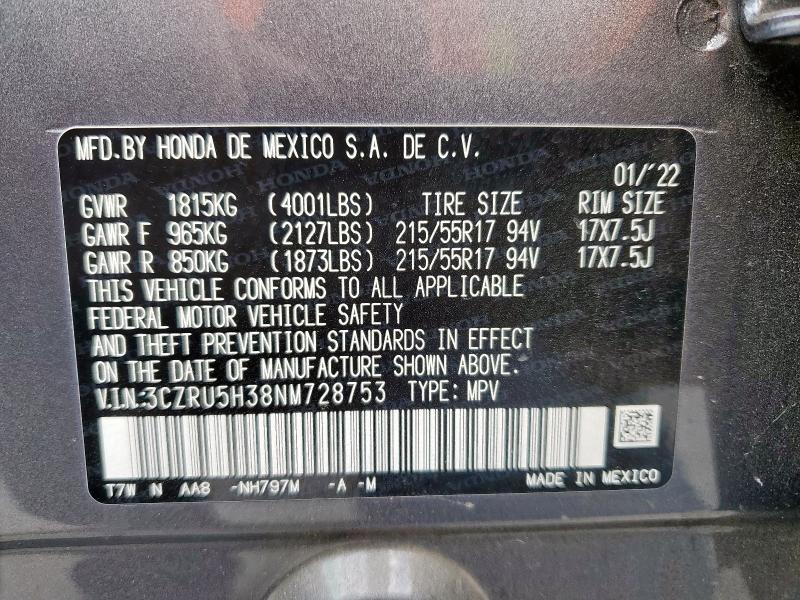 MFD.BY HONDA DE MEXICO S.A. DE C.V.
01/'22
GVWR 1815KG (4001LBS) TIRE SIZE RIM SIZE
GAWR F 965KG (2127LBS) 215/55R17 94V 17X7.5J
GAWR R 850KG (1873LBS) 215/55R17 94V 17X7.5J
THIS VEHICLE CONFORMS TO ALL APPLICABLE
FEDERAL MOTOR VEHICLE SAFETY
AND THEFT PREVENTION STANDARDS IN EFFECT
ON THE DATE OF MANUFACTURE SHOWN ABOVE.
V.I.N.:3CZRU5H38NM728753 TYPE: MPV
T7W N AA8 -NH797M -A -M MADE IN MEXICO